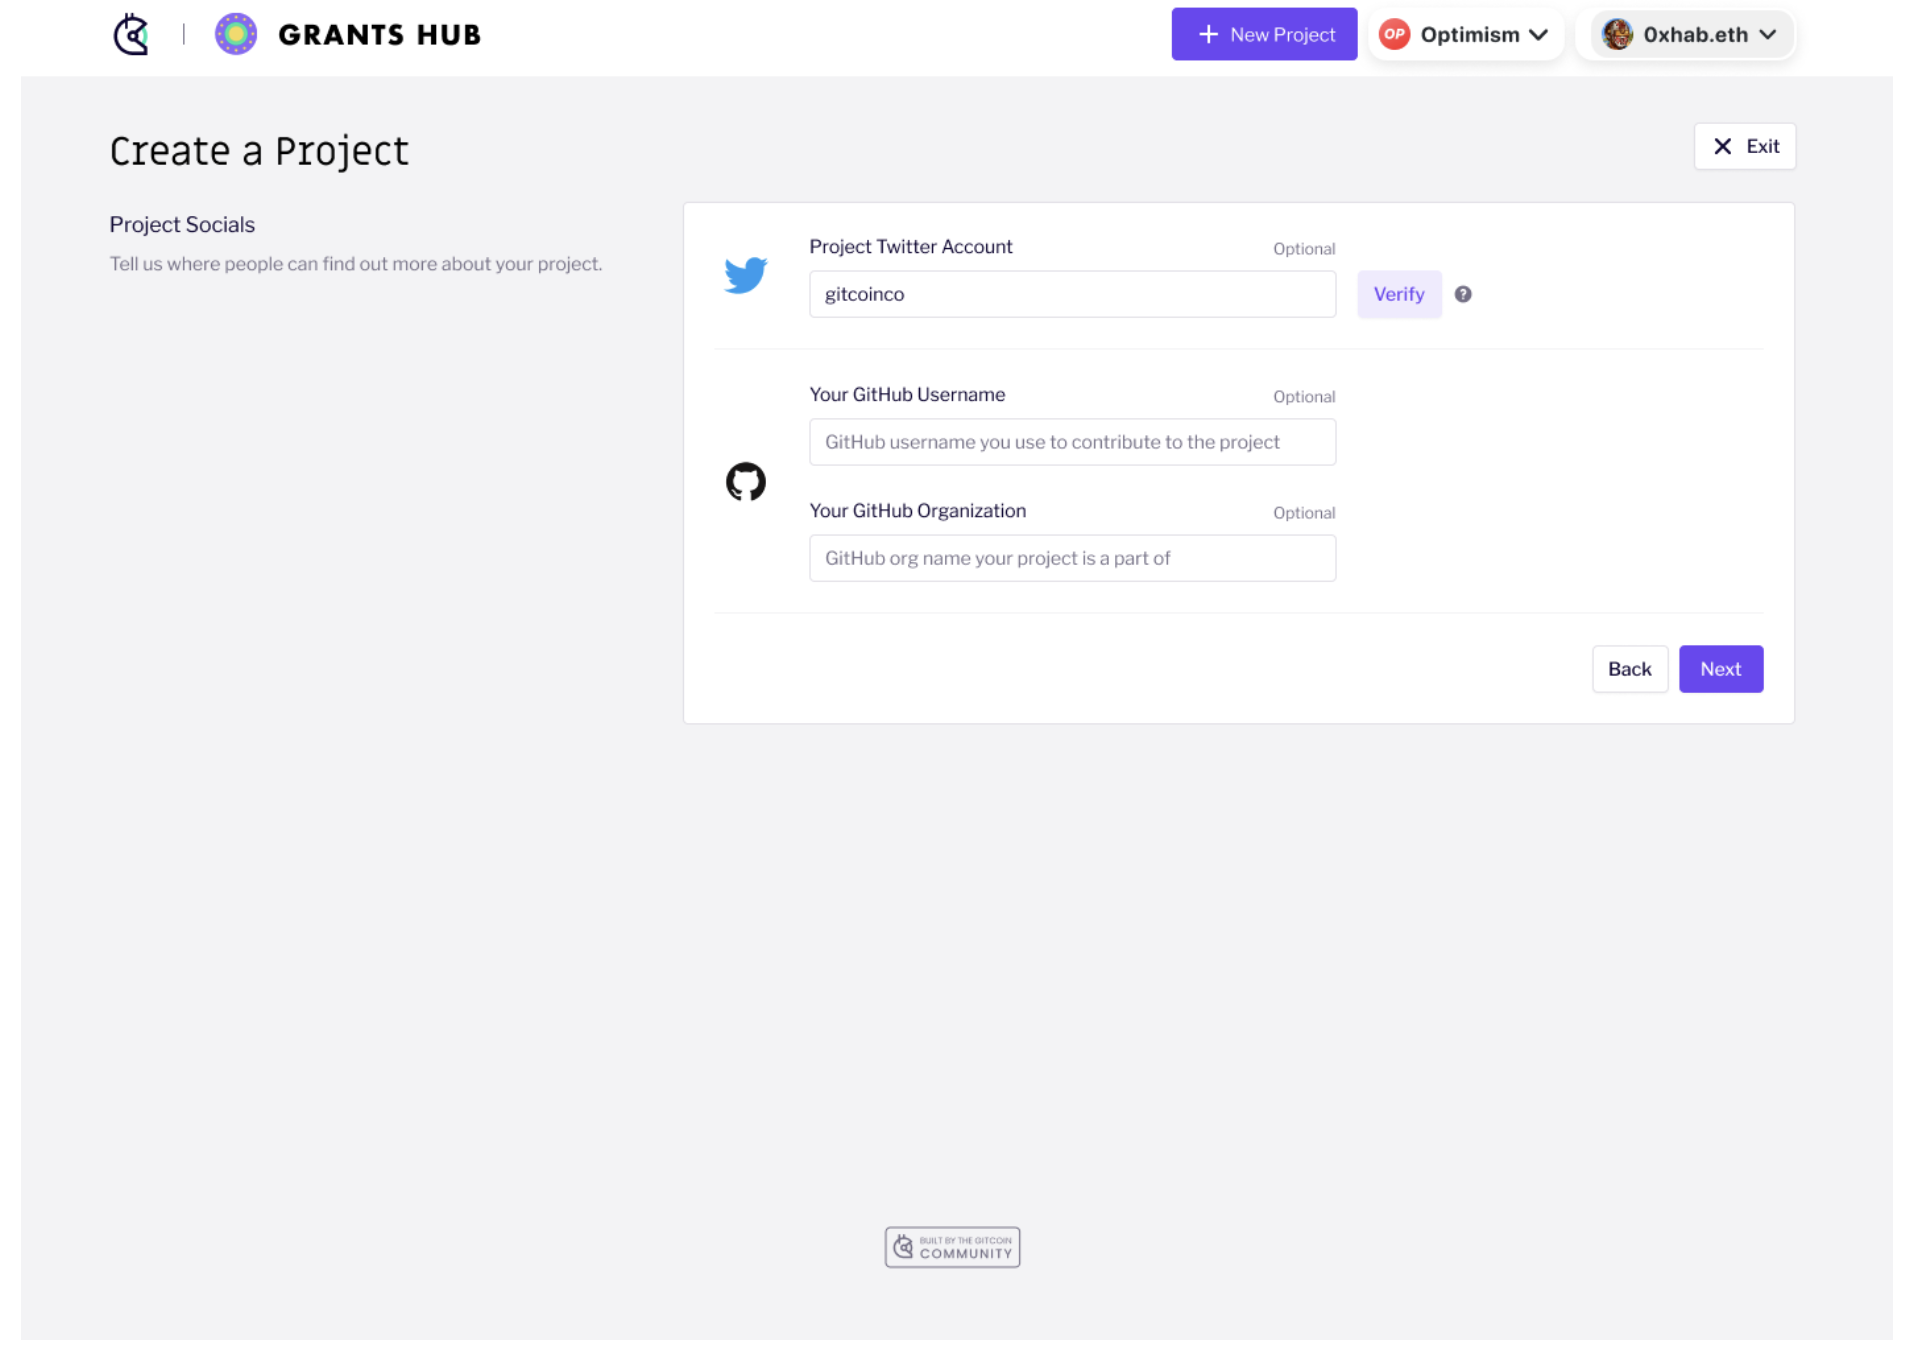 GRANTS HUB
+ New Project
OP Optimism
0xhab.eth
Create a Project
Exit
Project Socials
Tell us where people can find out more about your project.
Project Twitter Account
Optional
gitcoinco
Verify
?
Your GitHub Username
Optional
GitHub username you use to contribute to the project
Your GitHub Organization
Optional
GitHub org name your project is a part of
Back
Next
BUILT BY THE GITCOIN
COMMUNITY